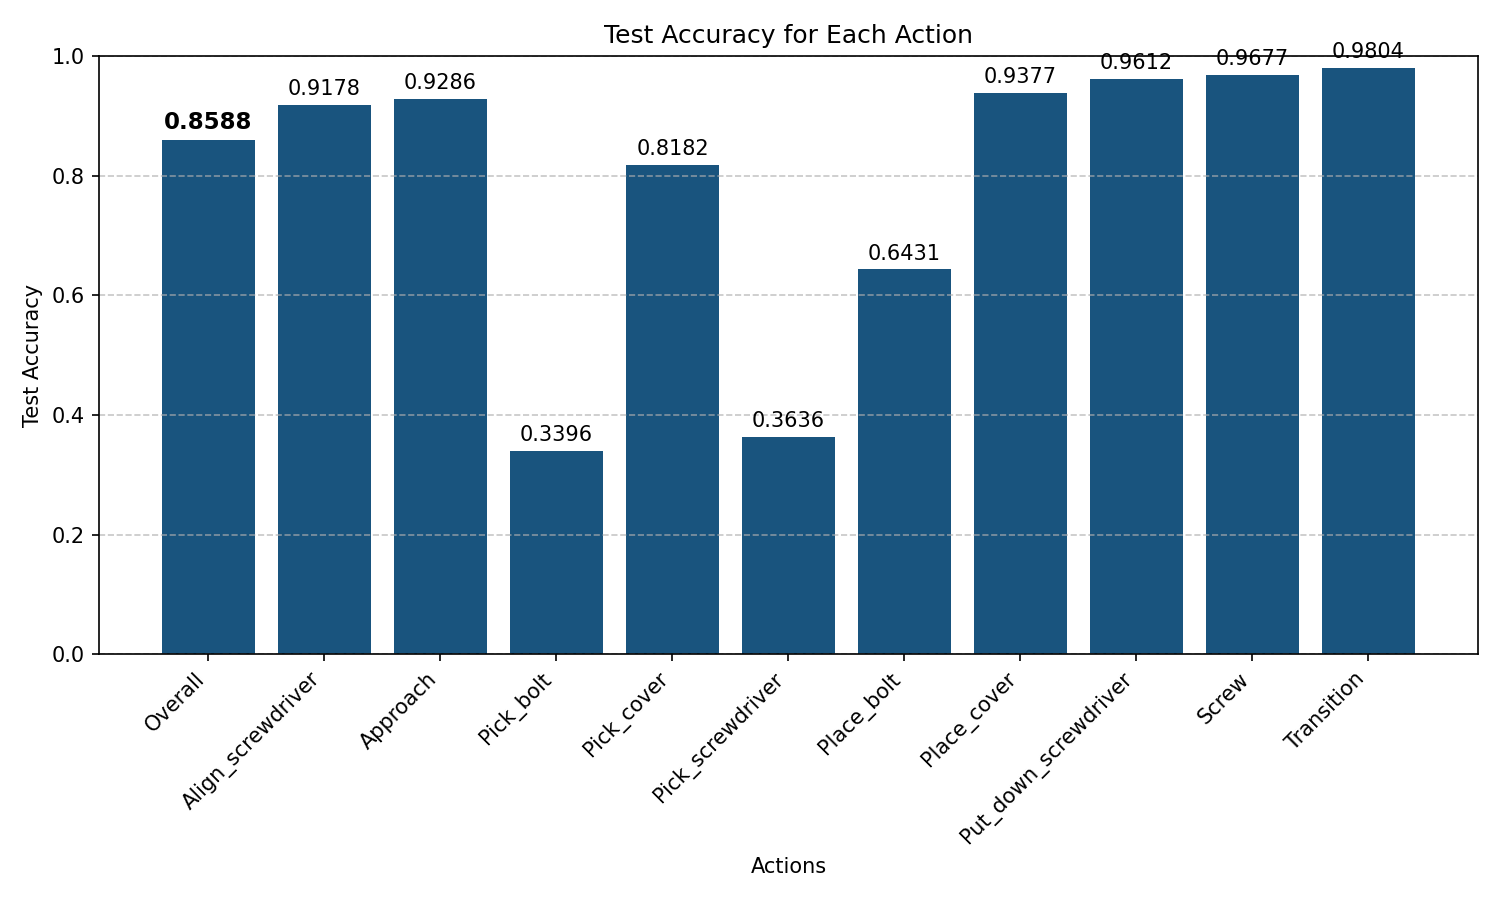 Test Accuracy for Each Action
Test Accuracy
1.0
0.8
0.6
0.4
0.2
0.0
0.8588
0.9178
0.9286
0.3396
0.8182
0.3636
0.6431
0.9377
0.9612
0.9677
0.9804
Overall
Align_screwdriver
Approach
Pick_bolt
Pick_cover
Pick_screwdriver
Place_bolt
Place_cover
Put_down_screwdriver
Screw
Transition
Actions